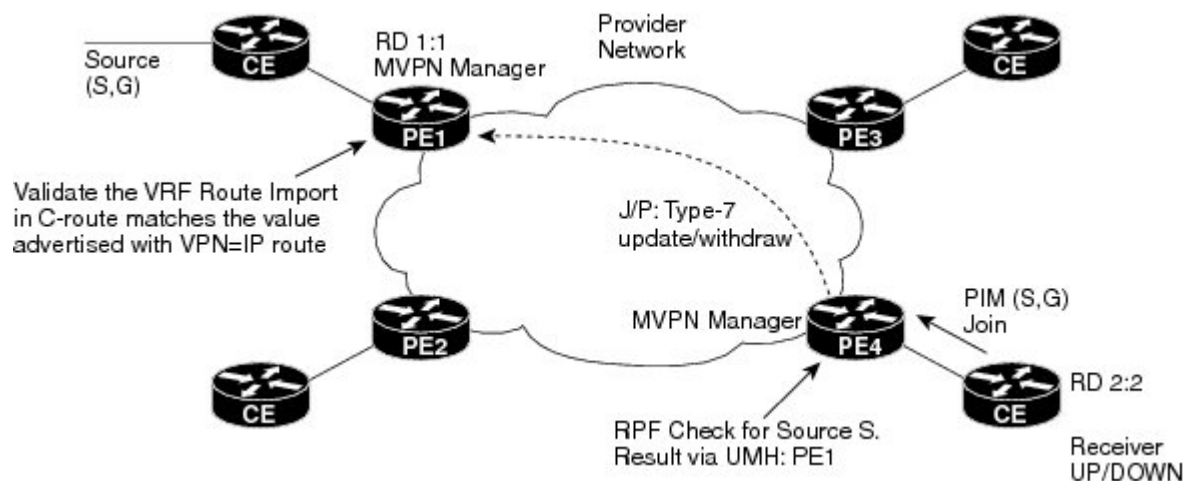 Provider
Network
CE
Source
(S,G)
RD 1:1
MVPN Manager
CE
PE1
PE3
Validate the VRF Route Import
in C-route matches the value
advertised with VPN=IP route
J/P: Type-7
update/withdraw
PE2
MVPN Manager
PE4
PIM (S,G)
Join
CE
CE
RD 2:2
RPF Check for Source S.
Result via UMH: PE1
Receiver
UP/DOWN